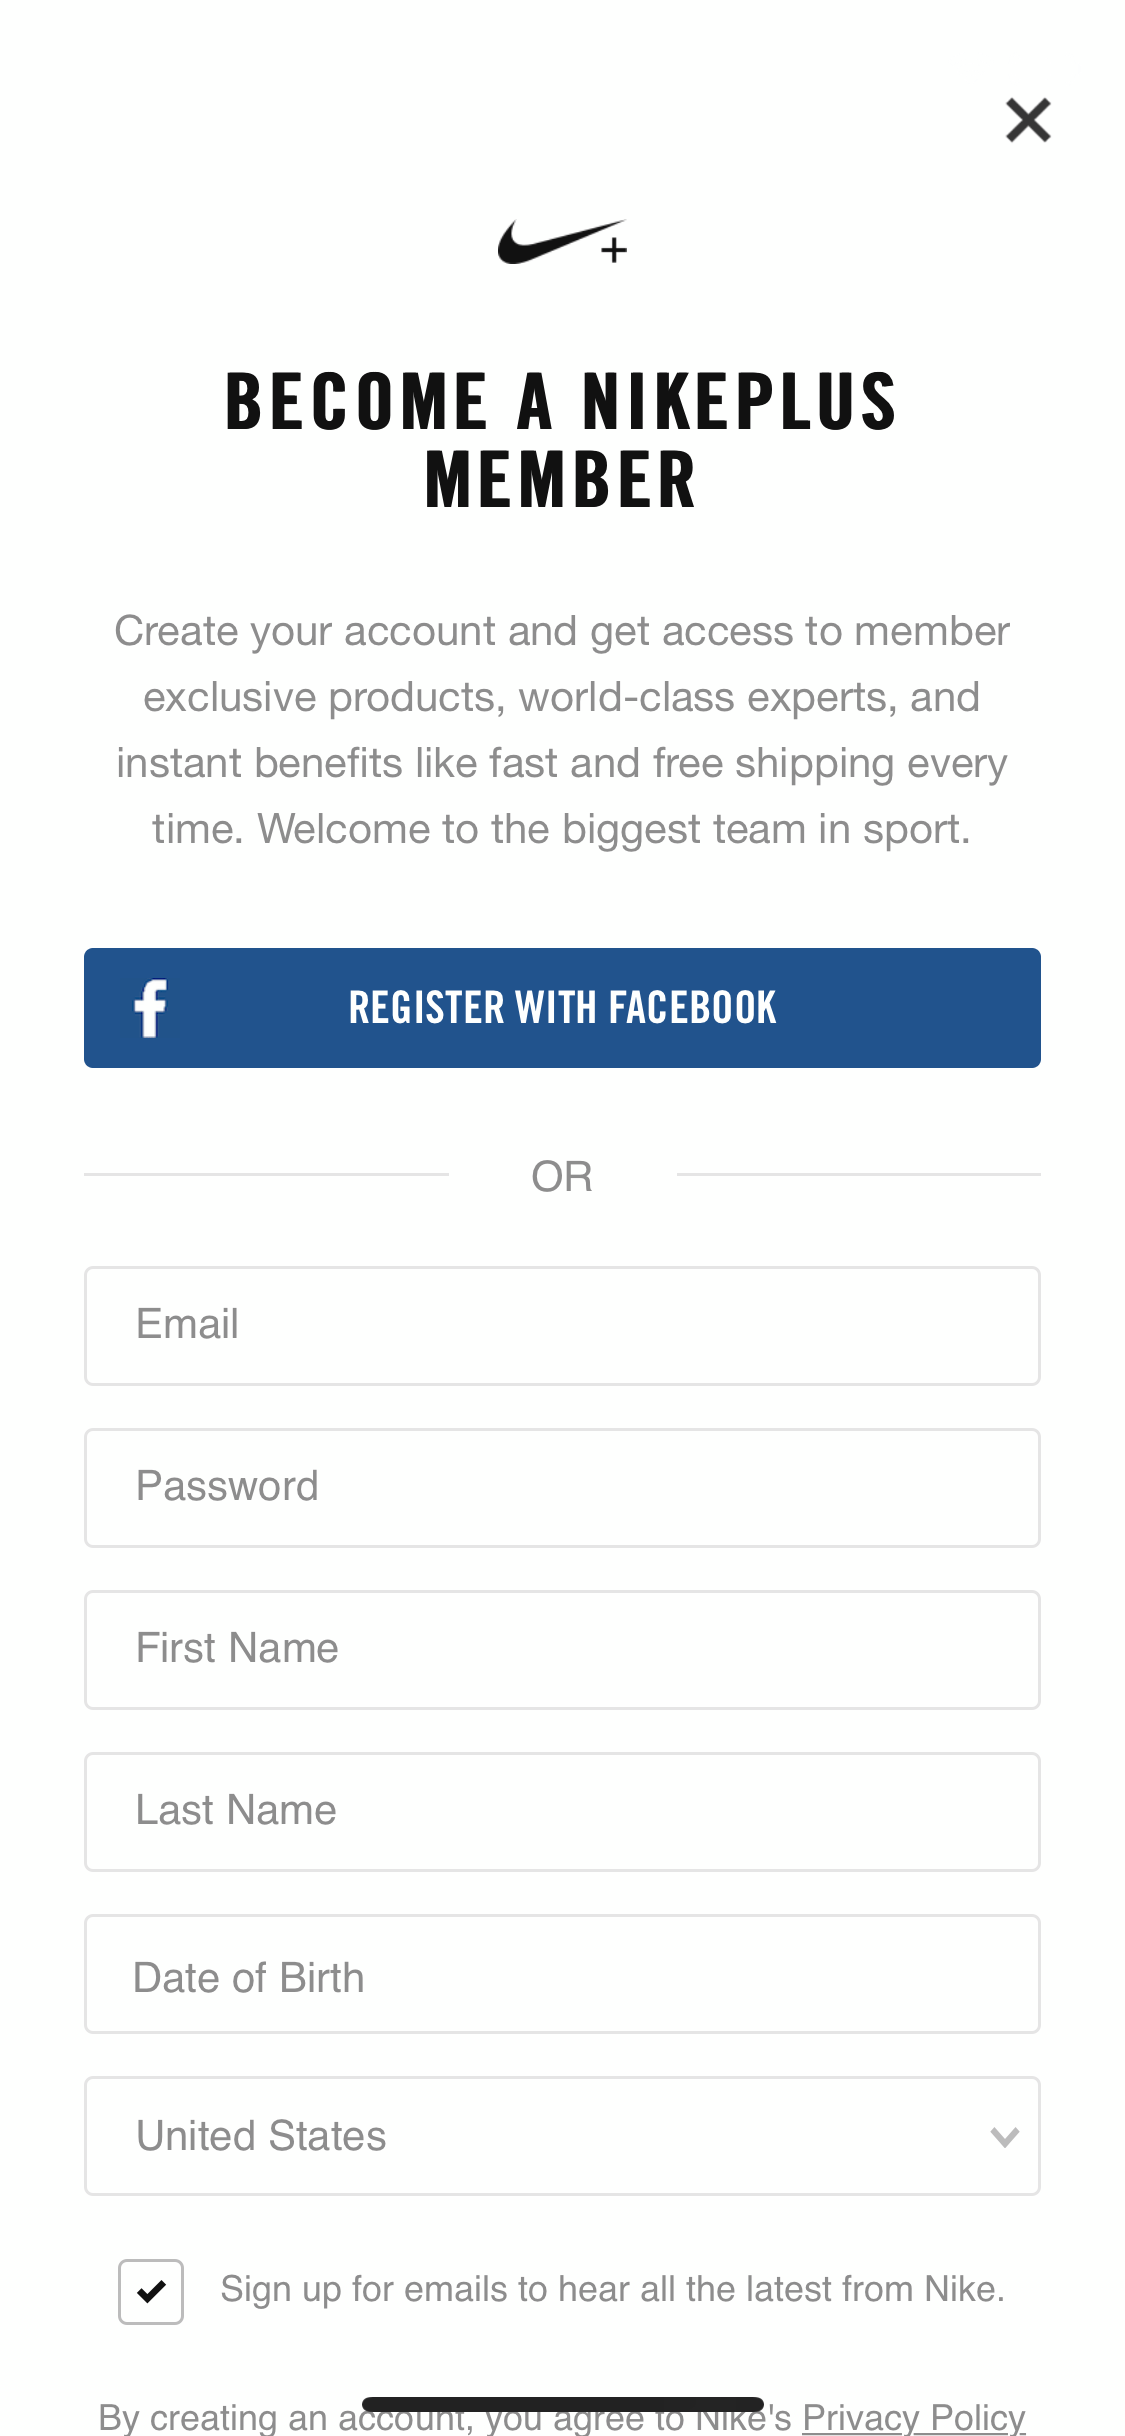 BECOME A NIKEPLUS
MEMBER
Create your account and get access to member
exclusive products, world-class experts, and
instant benefits like fast and free shipping every
time. Welcome to the biggest team in sport.
REGISTER WITH FACEBOOK
OR
Email
Password
First Name
Last Name
Date of Birth
United States
Sign up for emails to hear all the latest from Nike.
By creating an account, you agree to Nike's Privacy Policy